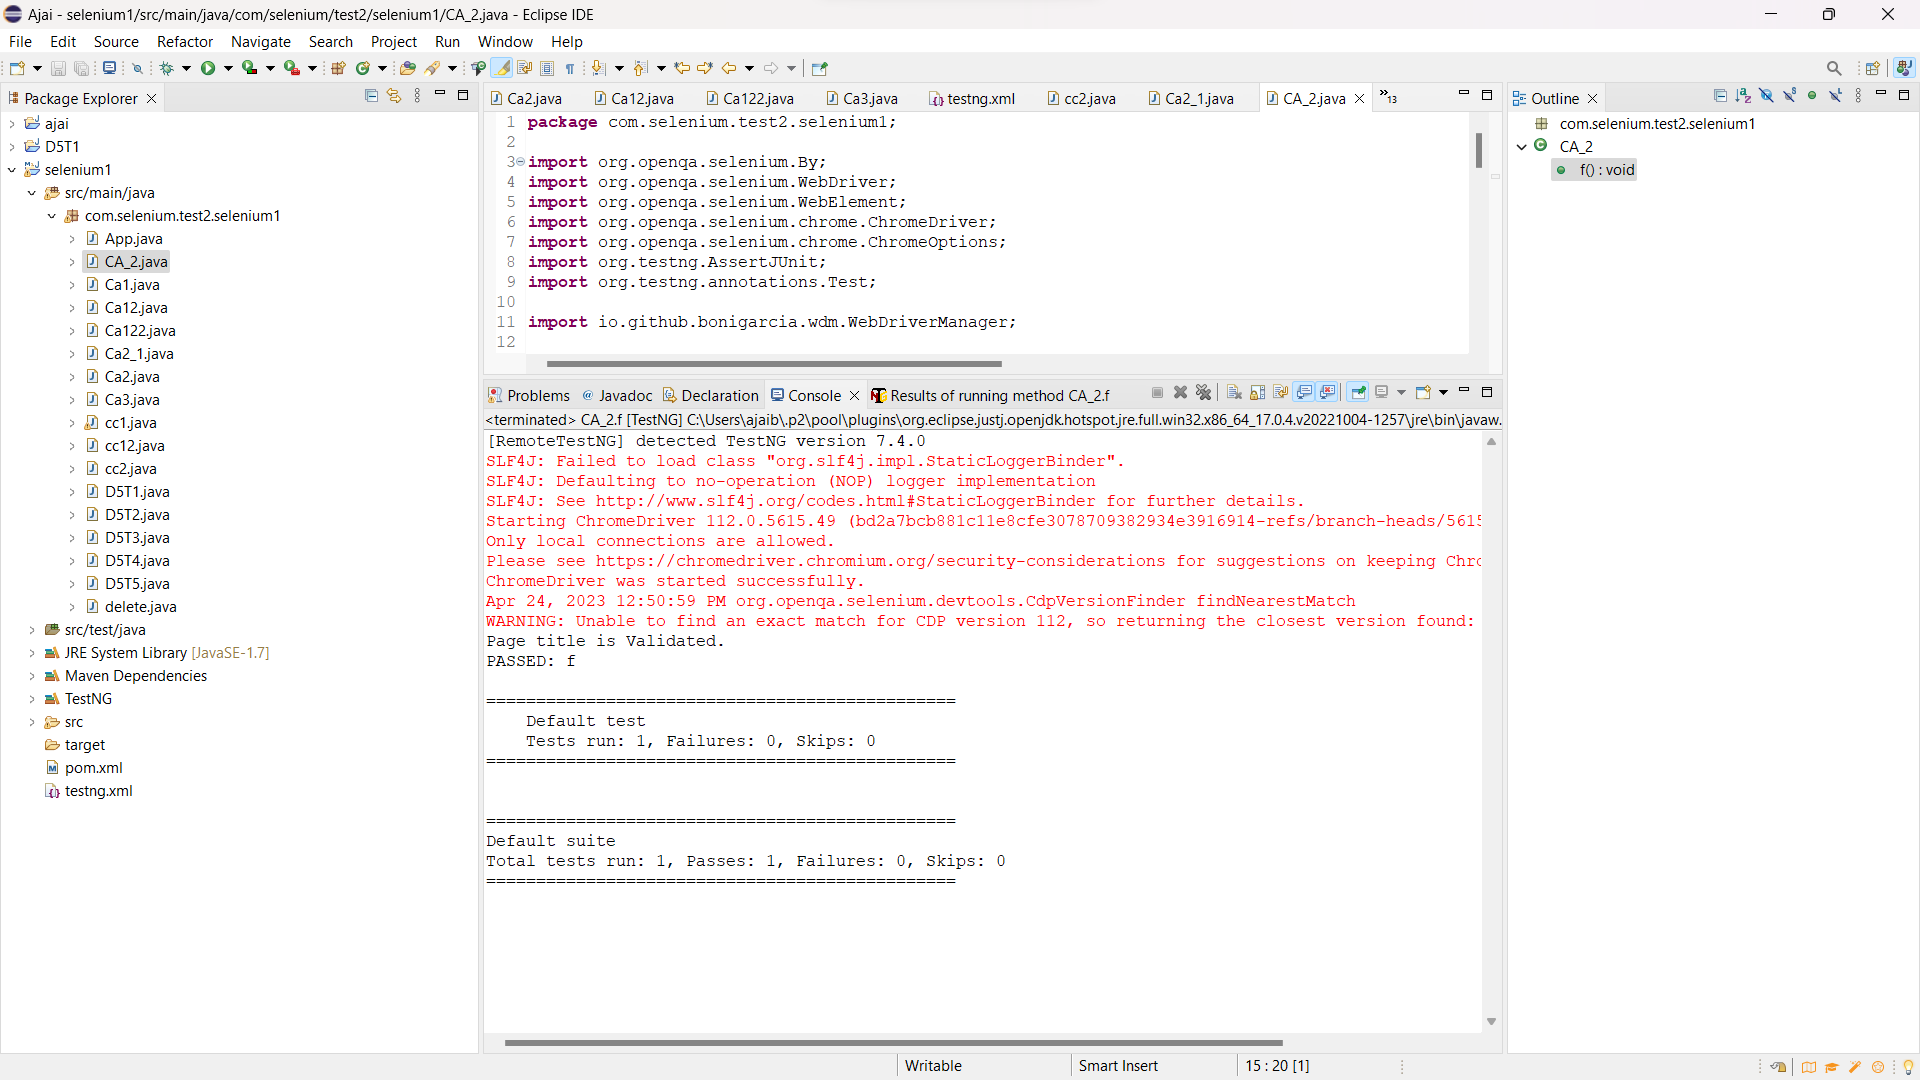 Ajai - selenium1/src/main/java/com/selenium/test2/selenium1/CA_2.java - Eclipse IDE
File Edit Source Refactor Navigate Search Project Run Window Help
Package Explorer
ajai
D5T1
selenium1
src/main/java
com.selenium.test2.selenium1
App.java
CA_2.java
Ca1.java
Ca12.java
Ca122.java
Ca2_1.java
Ca2.java
Ca3.java
cc1.java
cc12.java
cc2.java
D5T1.java
D5T2.java
D5T3.java
D5T4.java
D5T5.java
delete.java
src/test/java
JRE System Library [JavaSE-1.7]
Maven Dependencies
TestNG
src
target
pom.xml
testng.xml
Ca2.java Ca12.java Ca122.java Ca3.java testng.xml cc2.java Ca2_1.java CA_2.java »13
1 package com.selenium.test2.selenium1;
2
3 import org.openqa.selenium.By;
4 import org.openqa.selenium.WebDriver;
5 import org.openqa.selenium.WebElement;
6 import org.openqa.selenium.chrome.ChromeDriver;
7 import org.openqa.selenium.chrome.ChromeOptions;
8 import org.testng.AssertJUnit;
9 import org.testng.annotations.Test;
10
11 import io.github.bonigarcia.wdm.WebDriverManager;
12
Problems Javadoc Declaration Console Results of running method CA_2.f
<terminated> CA_2.f [TestNG] C:\Users\ajaib\.p2\pool\plugins\org.eclipse.justj.openjdk.hotspot.jre.full.win32.x86_64_17.0.4.v20221004-1257\jre\bin\javaw.
[RemoteTestNG] detected TestNG version 7.4.0
SLF4J: Failed to load class "org.slf4j.impl.StaticLoggerBinder".
SLF4J: Defaulting to no-operation (NOP) logger implementation
SLF4J: See http://www.slf4j.org/codes.html#StaticLoggerBinder for further details.
Starting ChromeDriver 112.0.5615.49 (bd2a7bcb881c11e8cfe3078709382934e3916914-refs/branch-heads/5615
Only local connections are allowed.
Please see https://chromedriver.chromium.org/security-considerations for suggestions on keeping Chro
ChromeDriver was started successfully.
Apr 24, 2023 12:50:59 PM org.openqa.selenium.devtools.CdpVersionFinder findNearestMatch
WARNING: Unable to find an exact match for CDP version 112, so returning the closest version found:
Page title is Validated.
PASSED: f
===============================================
Default test
Tests run: 1, Failures: 0, Skips: 0
===============================================
===============================================
Default suite
Total tests run: 1, Passes: 1, Failures: 0, Skips: 0
===============================================
Outline
com.selenium.test2.selenium1
CA_2
f() : void
Writable Smart Insert 15 : 20 [1]